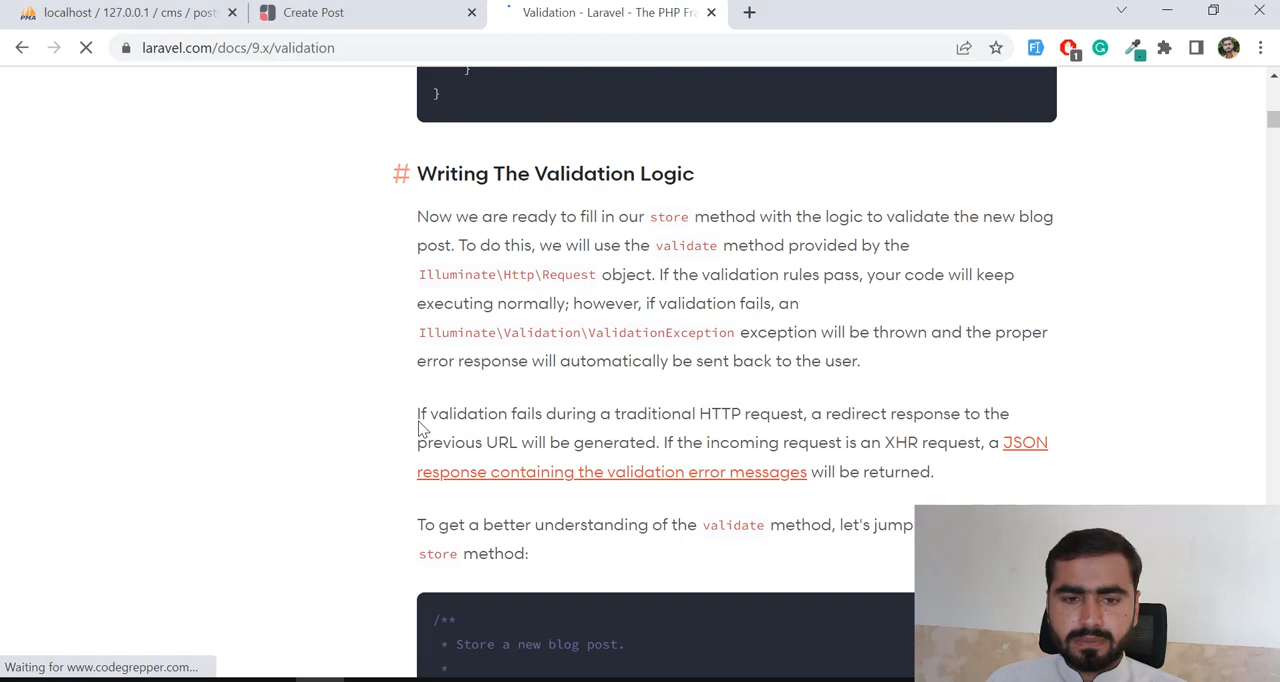 localhost / 127.0.0.1 / cms / post
Create Post
Validation - Laravel - The PHP Fra
laravel.com/docs/9.x/validation
1
}
}
# Writing The Validation Logic
Now we are ready to fill in our store method with the logic to validate the new blog
post. To do this, we will use the validate method provided by the
Illuminate\Http\Request object. If the validation rules pass, your code will keep
executing normally; however, if validation fails, an
Illuminate\Validation\ValidationException exception will be thrown and the proper
error response will automatically be sent back to the user.
If validation fails during a traditional HTTP request, a redirect response to the
previous URL will be generated. If the incoming request is an XHR request, a JSON
response containing the validation error messages will be returned.
To get a better understanding of the validate method, let's jump
store method:
/**
* Store a new blog post.
*
Waiting for www.codegrepper.com...